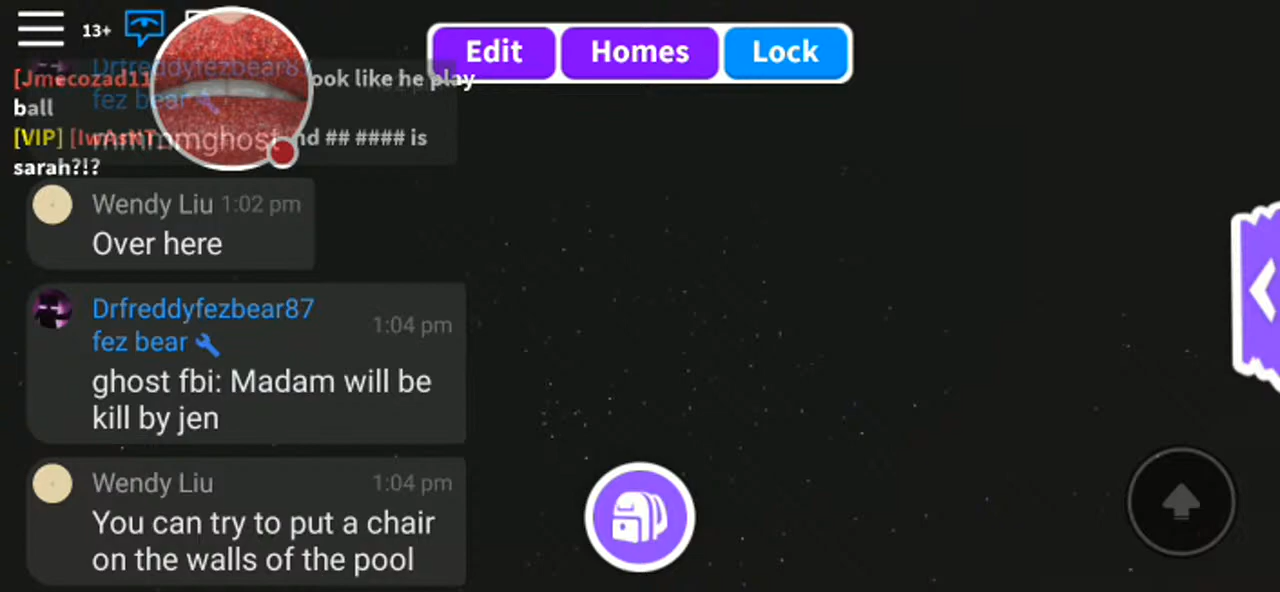 13+
Edit
Homes
Lock
Drfreddyfezbear87
fez bear
mmmmghost
[Jmecozad11 ook like he play
ball
[VIP] nd ## #### is
sarah?!?
Wendy Liu 1:02 pm
Over here
Drfreddyfezbear87
fez bear 1:04 pm
ghost fbi: Madam will be
kill by jen
Wendy Liu 1:04 pm
You can try to put a chair
on the walls of the pool